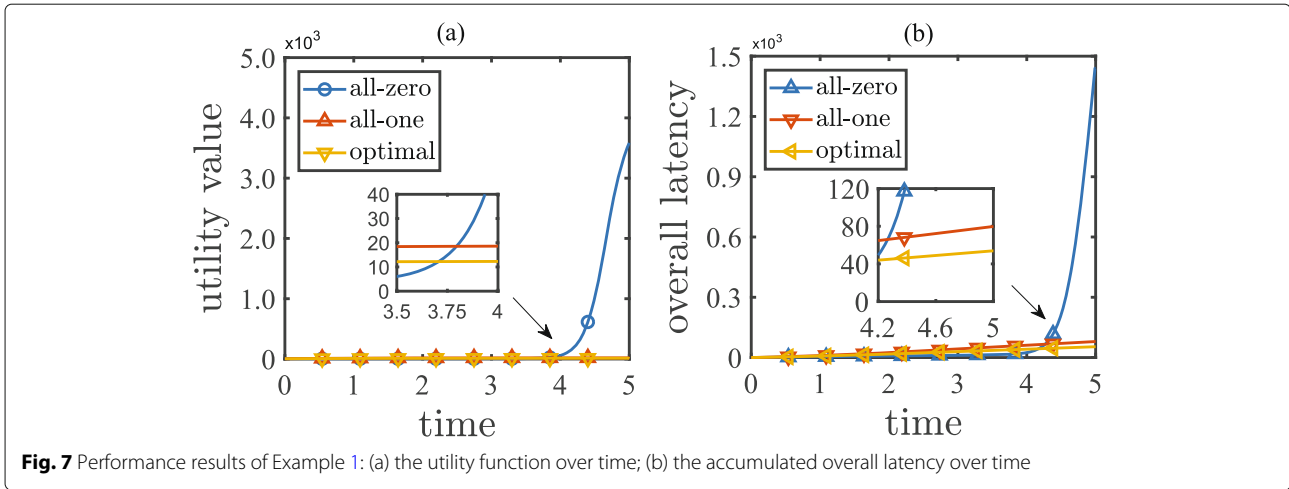 (a)
×10³
5.0
4.0
3.0
2.0
1.0
0
utility value
all-zero
all-one
optimal
40
30
20
10
0
3.5 3.75 4
0 1 2 3 4 5
time
(b)
×10³
1.5
1.2
0.9
0.6
0.3
0
overall latency
all-zero
all-one
optimal
120
80
40
0
4.2 4.6 5
0 1 2 3 4 5
time
Fig. 7 Performance results of Example 1: (a) the utility function over time; (b) the accumulated overall latency over time